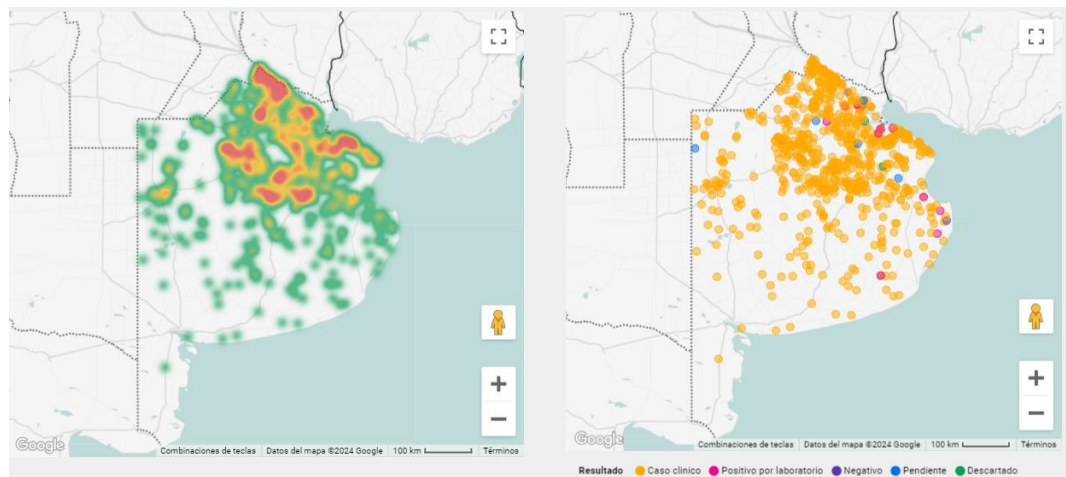 Google
Combinaciones de teclas Datos del mapa ©2024 Google 100 km Términos
Google
Combinaciones de teclas Datos del mapa ©2024 Google 100 km Términos
Resultado Caso clinico Positivo por laboratorio Negativo Pendiente Descartado